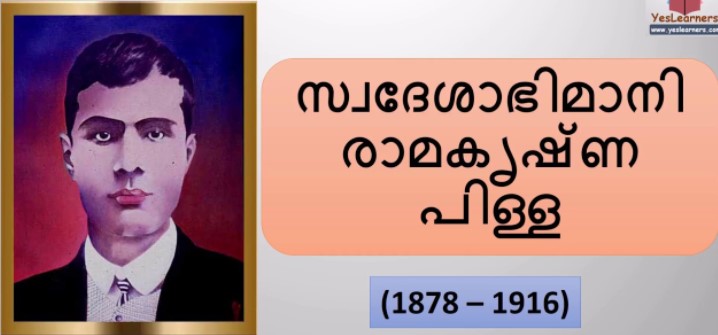 YesLearners
www.yeslearners.com
സ്വദേശാഭിമാനി
രാമകൃഷ്ണ
പിള്ള
(1878 – 1916)